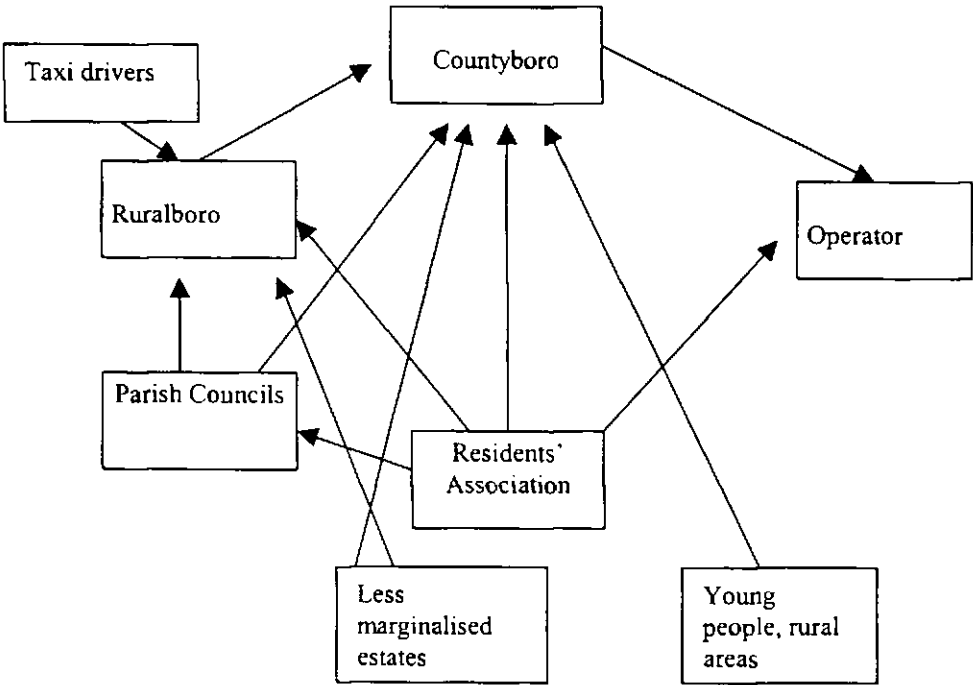 Countyboro
Taxi drivers
Ruralboro
Operator
Parish Councils
Residents'
Association
Less
marginalised
estates
Young
people, rural
areas